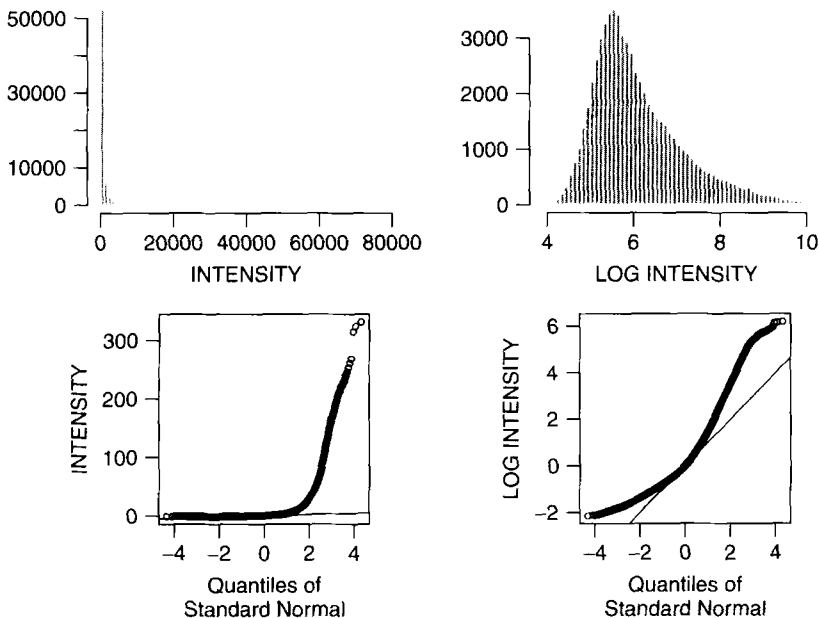 50000
30000
10000
0
0 20000 40000 60000 80000
INTENSITY
3000
2000
1000
0
4 6 8 10
LOG INTENSITY
300
200
100
0
INTENSITY
−4 −2 0 2 4
Quantiles of
Standard Normal
6
4
2
0
−2
LOG INTENSITY
−4 −2 0 2 4
Quantiles of
Standard Normal